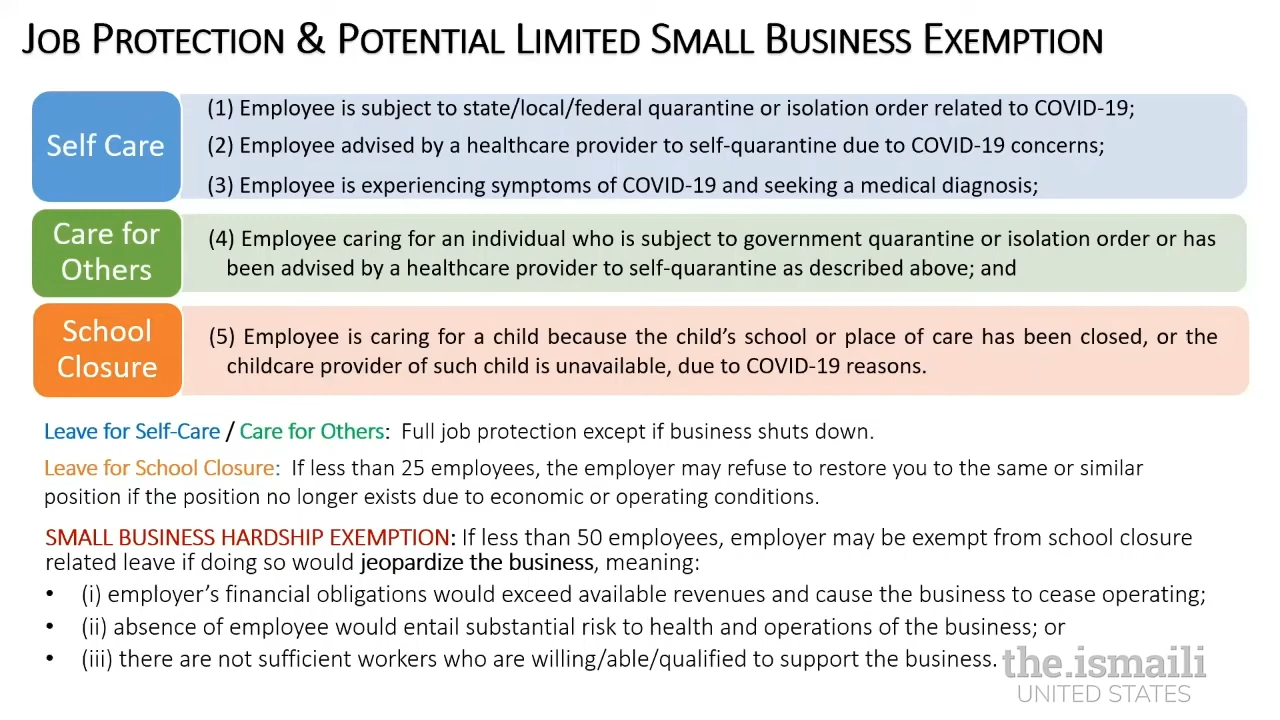 JOB PROTECTION & POTENTIAL LIMITED SMALL BUSINESS EXEMPTION
Self Care
(1) Employee is subject to state/local/federal quarantine or isolation order related to COVID-19;
(2) Employee advised by a healthcare provider to self-quarantine due to COVID-19 concerns;
(3) Employee is experiencing symptoms of COVID-19 and seeking a medical diagnosis;
Care for
Others
(4) Employee caring for an individual who is subject to government quarantine or isolation order or has
been advised by a healthcare provider to self-quarantine as described above; and
School
Closure
(5) Employee is caring for a child because the child’s school or place of care has been closed, or the
childcare provider of such child is unavailable, due to COVID-19 reasons.
Leave for Self-Care / Care for Others: Full job protection except if business shuts down.
Leave for School Closure: If less than 25 employees, the employer may refuse to restore you to the same or similar
position if the position no longer exists due to economic or operating conditions.
SMALL BUSINESS HARDSHIP EXEMPTION: If less than 50 employees, employer may be exempt from school closure
related leave if doing so would jeopardize the business, meaning:
• (i) employer’s financial obligations would exceed available revenues and cause the business to cease operating;
• (ii) absence of employee would entail substantial risk to health and operations of the business; or
• (iii) there are not sufficient workers who are willing/able/qualified to support the business.
the.ismaili
UNITED STATES